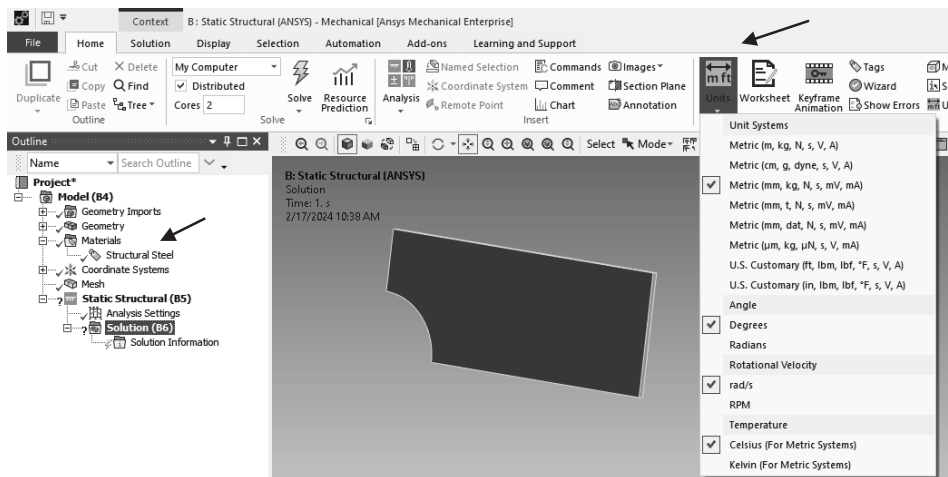 Context
B : Static Structural (ANSYS) - Mechanical [Ansys Mechanical Enterprise]
File
Home
Solution
Display
Selection
Automation
Add-ons
Learning and Support
Duplicate
Cut
Copy
Paste
Delete
Find
Tree
Outline
My Computer
Distributed
Cores 2
Solve
Resource
Prediction
Solve
Analysis
Named Selection
Coordinate System
Remote Point
Commands
Comment
Chart
Images
Section Plane
Annotation
Insert
m ft
Units
Worksheet
Keyframe
Animation
Tags
Wizard
Show Errors
M
S
U
Outline
Name
Search Outline
Select
Mode
Project*
Model (B4)
Geometry Imports
Geometry
Materials
Structural Steel
Coordinate Systems
Mesh
Static Structural (B5)
Analysis Settings
Solution (B6)
Solution Information
B: Static Structural (ANSYS)
Solution
Time: 1. s
2/17/2024 10:38 AM
Unit Systems
Metric (m, kg, N, s, V, A)
Metric (cm, g, dyne, s, V, A)
Metric (mm, kg, N, s, mV, mA)
Metric (mm, t, N, s, mV, mA)
Metric (mm, dat, N, s, mV, mA)
Metric (µm, kg, µN, s, V, mA)
U.S. Customary (ft, lbm, lbf, °F, s, V, A)
U.S. Customary (in, lbm, lbf, °F, s, V, A)
Angle
Degrees
Radians
Rotational Velocity
rad/s
RPM
Temperature
Celsius (For Metric Systems)
Kelvin (For Metric Systems)